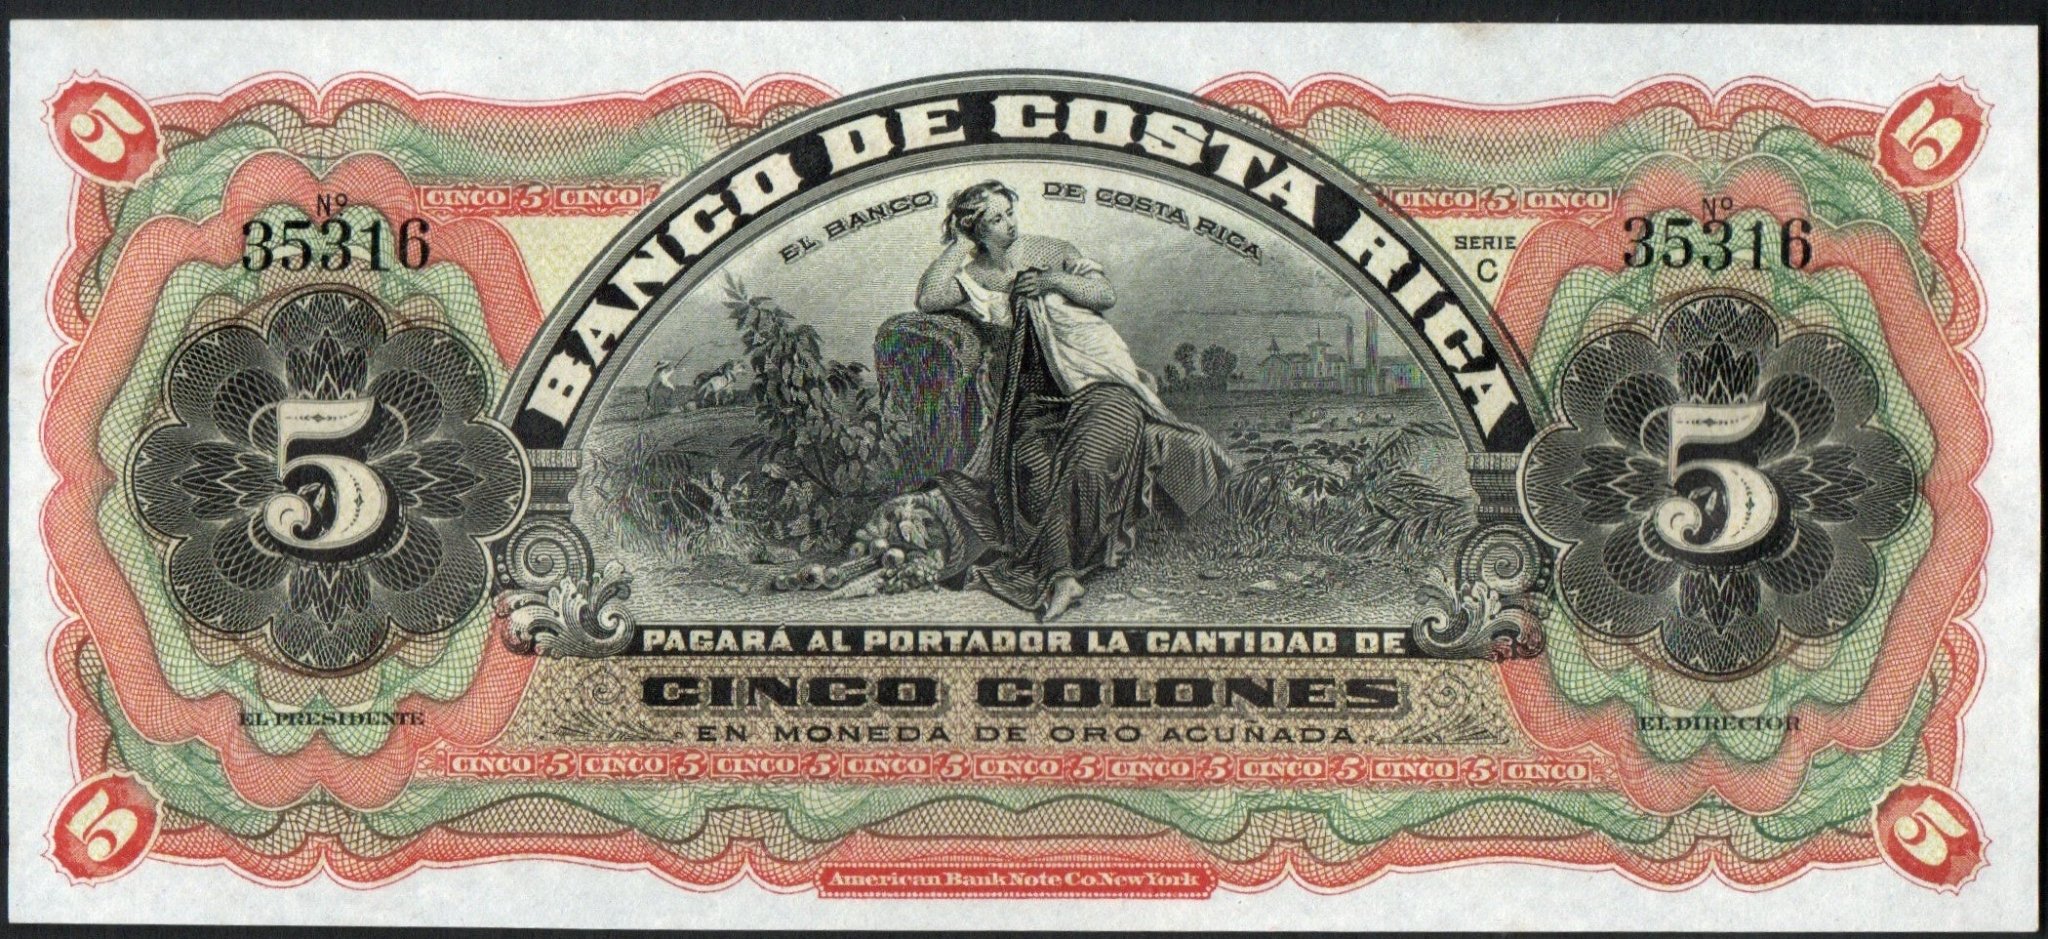 5 5
BANCO DE COSTA RICA
EL BANCO DE COSTA RICA
CINCO 5 CINCO
CINCO 5 CINCO
Nº 35316
SERIE C
Nº 35316
5 5
PAGARÁ AL PORTADOR LA CANTIDAD DE
CINCO COLONES
EN MONEDA DE ORO ACUÑADA
EL PRESIDENTE
EL DIRECTOR
CINCO 5 CINCO 5 CINCO 5 CINCO 5 CINCO 5 CINCO 5 CINCO 5 CINCO 5 CINCO
5 5
American Bank Note Co. New York